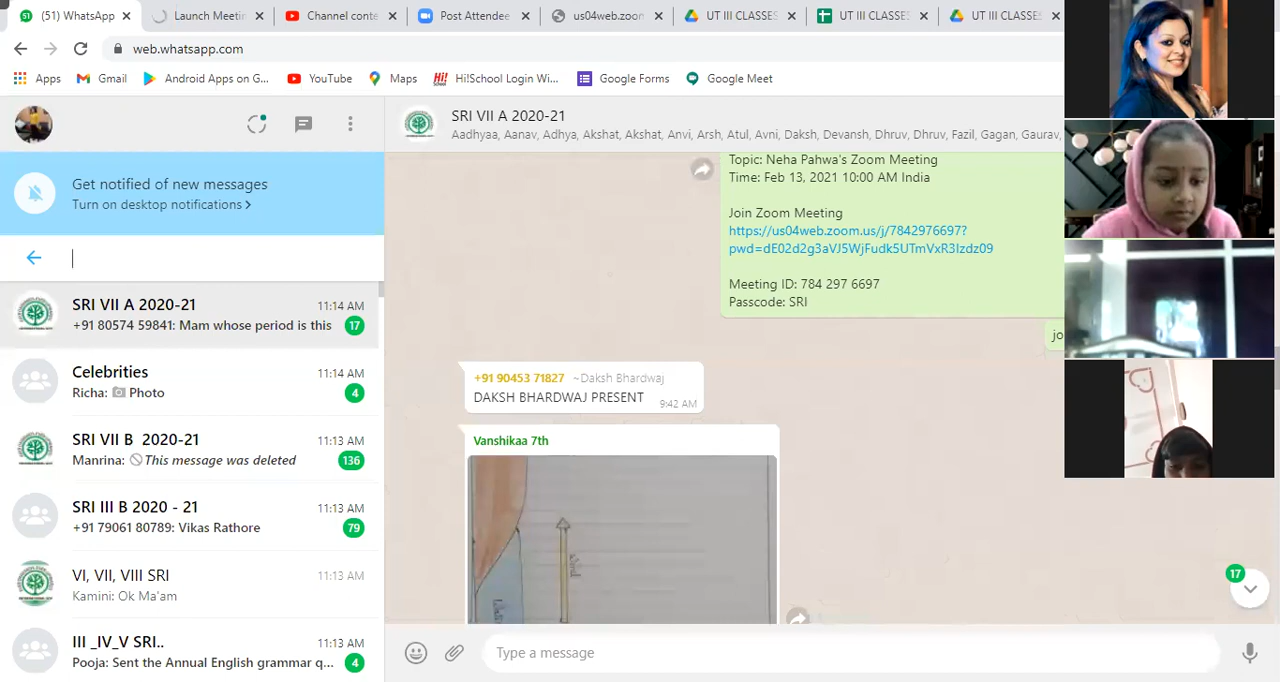 (51) WhatsApp
Launch Meetin
Channel conte
Post Attendee
us04web.zoon
UT III CLASSES
UT III CLASSE
UT III CLASSES
web.whatsapp.com
Apps
Gmail
Android Apps on G...
YouTube
Maps
Hi! Hi!School Login Wi...
Google Forms
Google Meet
SRI VII A 2020-21
Aadhyaa, Aanav, Adhya, Akshat, Akshat, Anvi, Arsh, Atul, Avni, Daksh, Devansh, Dhruv, Dhruv, Fazil, Gagan, Gaurav,
Get notified of new messages
Turn on desktop notifications >
SRI VII A 2020-21 11:14 AM
+91 80574 59841: Mam whose period is this 17
Celebrities 11:14 AM
Richa: Photo 4
SRI VII B 2020-21 11:13 AM
Manrina: This message was deleted 136
SRI III B 2020 - 21 11:13 AM
+91 79061 80789: Vikas Rathore 79
VI, VII, VIII SRI 11:13 AM
Kamini: Ok Ma'am
III _IV_V SRI.. 11:13 AM
Pooja: Sent the Annual English grammar q... 4
Topic: Neha Pahwa's Zoom Meeting
Time: Feb 13, 2021 10:00 AM India
Join Zoom Meeting
https://us04web.zoom.us/j/7842976697?
pwd=dE02d2g3aVJ5WjFudk5UTmVxR3Izdz09
Meeting ID: 784 297 6697
Passcode: SRI
jo
+91 90453 71827 ~Daksh Bhardwaj
DAKSH BHARDWAJ PRESENT 9:42 AM
Vanshikaa 7th
17
Type a message